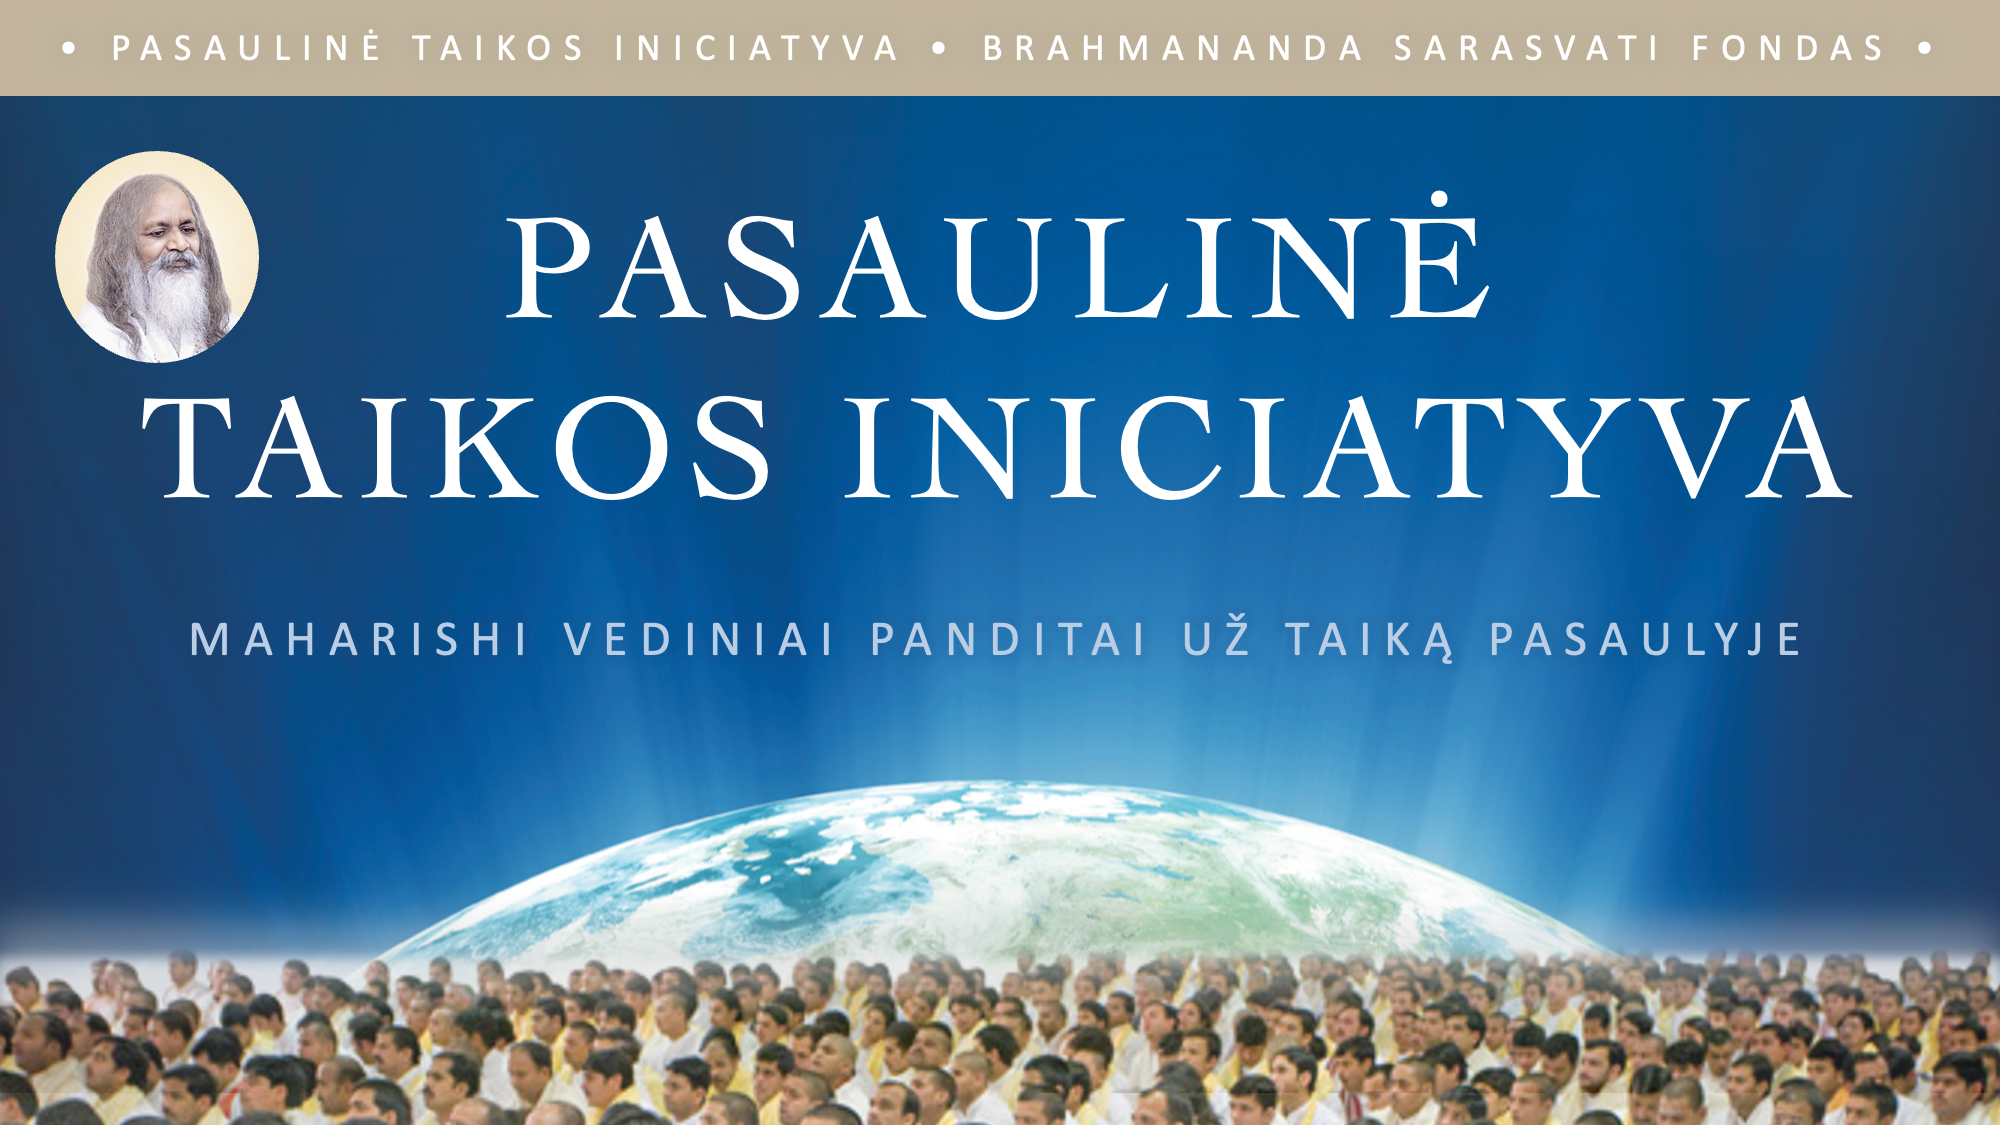 • PASAULINĖ TAIKOS INICIATYVA • BRAHMANANDA SARASVATI FONDAS •
PASAULINĖ
TAIKOS INICIATYVA
MAHARISHI VEDINIAI PANDITAI UŽ TAIKĄ PASAULYJE